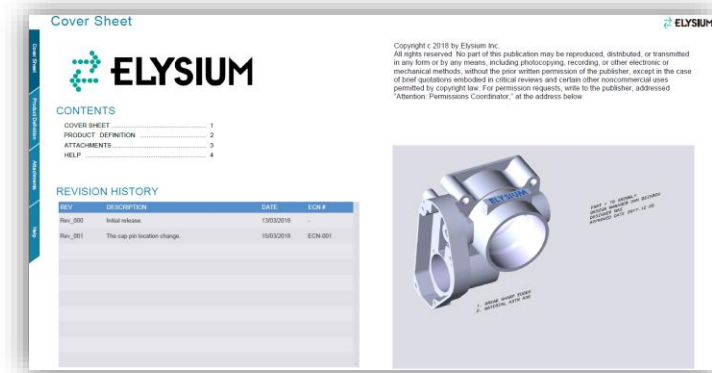 Cover Sheet
ELYSIUM
Cover Sheet
Product Definition
Attachments
Help
ELYSIUM
CONTENTS
COVER SHEET 1
PRODUCT DEFINITION 2
ATTACHMENTS 3
HELP 4
REVISION HISTORY
REV DESCRIPTION DATE ECN #
Rev_000 Initial release. 13/03/2018 -
Rev_001 The cap pin location change. 15/03/2018 ECN-001
Copyright c 2018 by Elysium Inc.
All rights reserved. No part of this publication may be reproduced, distributed, or transmitted
in any form or by any means, including photocopying, recording, or other electronic or
mechanical methods, without the prior written permission of the publisher, except in the case
of brief quotations embodied in critical reviews and certain other noncommercial uses
permitted by copyright law. For permission requests, write to the publisher, addressed
"Attention: Permissions Coordinator," at the address below.
ELYSIUM
1. BREAK SHARP EDGES
2. MATERIAL